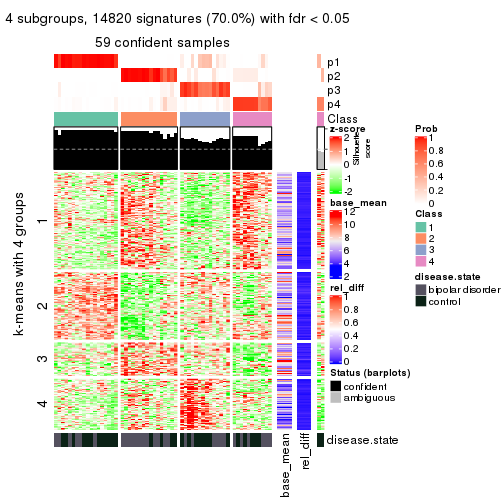 4 subgroups, 14820 signatures (70.0%) with fdr < 0.05
59 confident samples
p1
p2
p3
p4
Class
Silhouette
score
k-means with 4 groups
1
2
3
4
base_mean
rel_diff
disease.state
z-score
2
1
0
-1
-2
base_mean
12
10
8
6
4
2
rel_diff
1
0.8
0.6
0.4
0.2
0
Status (barplots)
confident
ambiguous
Prob
1
0.8
0.6
0.4
0.2
0
Class
1
2
3
4
disease.state
bipolar disorder
control